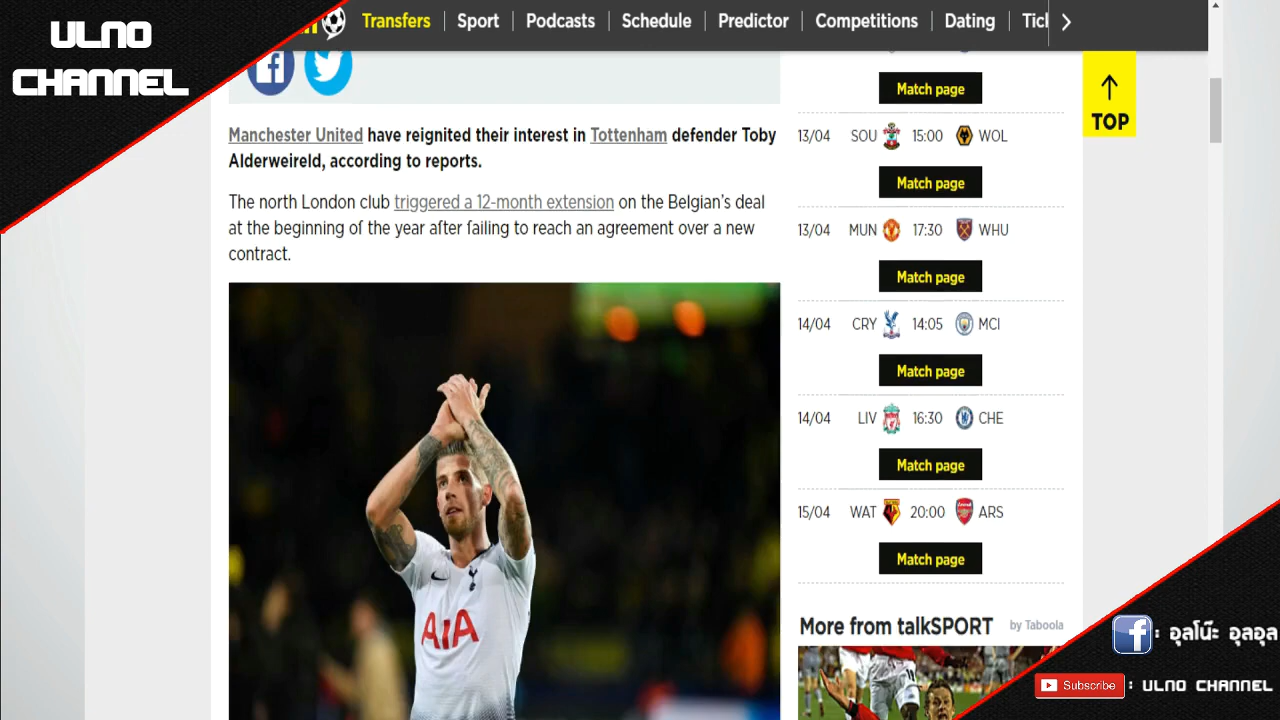 ULNO
CHANNEL
Transfers
Sport
Podcasts
Schedule
Predictor
Competitions
Dating
Manchester United have reignited their interest in Tottenham defender Toby
Alderweireld, according to reports.
The north London club triggered a 12-month extension on the Belgian's deal
at the beginning of the year after failing to reach an agreement over a new
contract.
AIA
Match page
13/04 SOU 15:00 WOL
Match page
13/04 MUN 17:30 WHU
Match page
14/04 CRY 14:05 MCI
Match page
14/04 LIV 16:30 CHE
Match page
15/04 WAT 20:00 ARS
Match page
More from talkSPORT by Taboola
TOP
: อุลโน๊ะ อุลอุล
Subscribe : ULNO CHANNEL